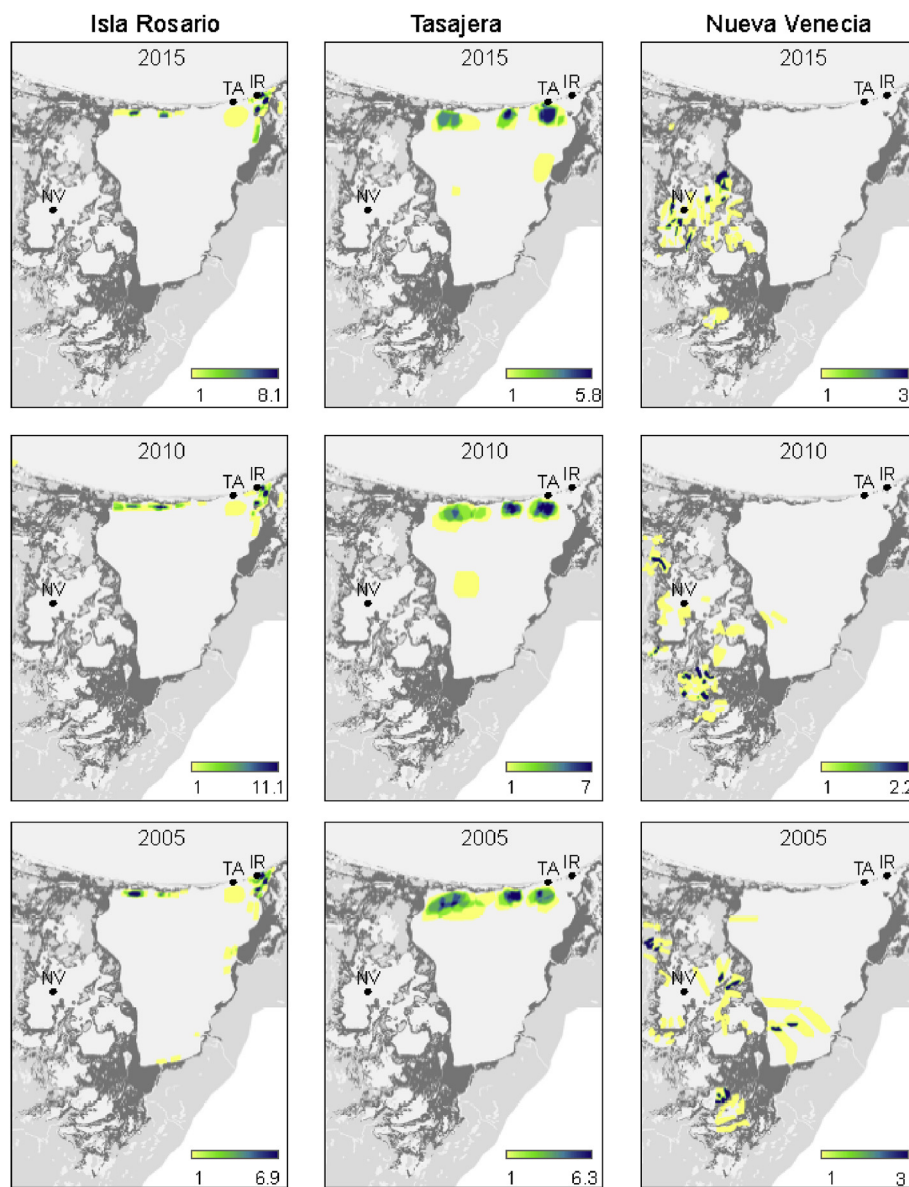 Isla Rosario Tasajera Nueva Venecia
2015 2015 2015
TA IR TA IR TA IR
NV NV NV
1 8.1 1 5.8 1 3
2010 2010 2010
TA IR TA IR TA IR
NV NV NV
1 11.1 1 7 1 2.2
2005 2005 2005
TA IR TA IR TA IR
NV NV NV
1 6.9 1 6.3 1 3